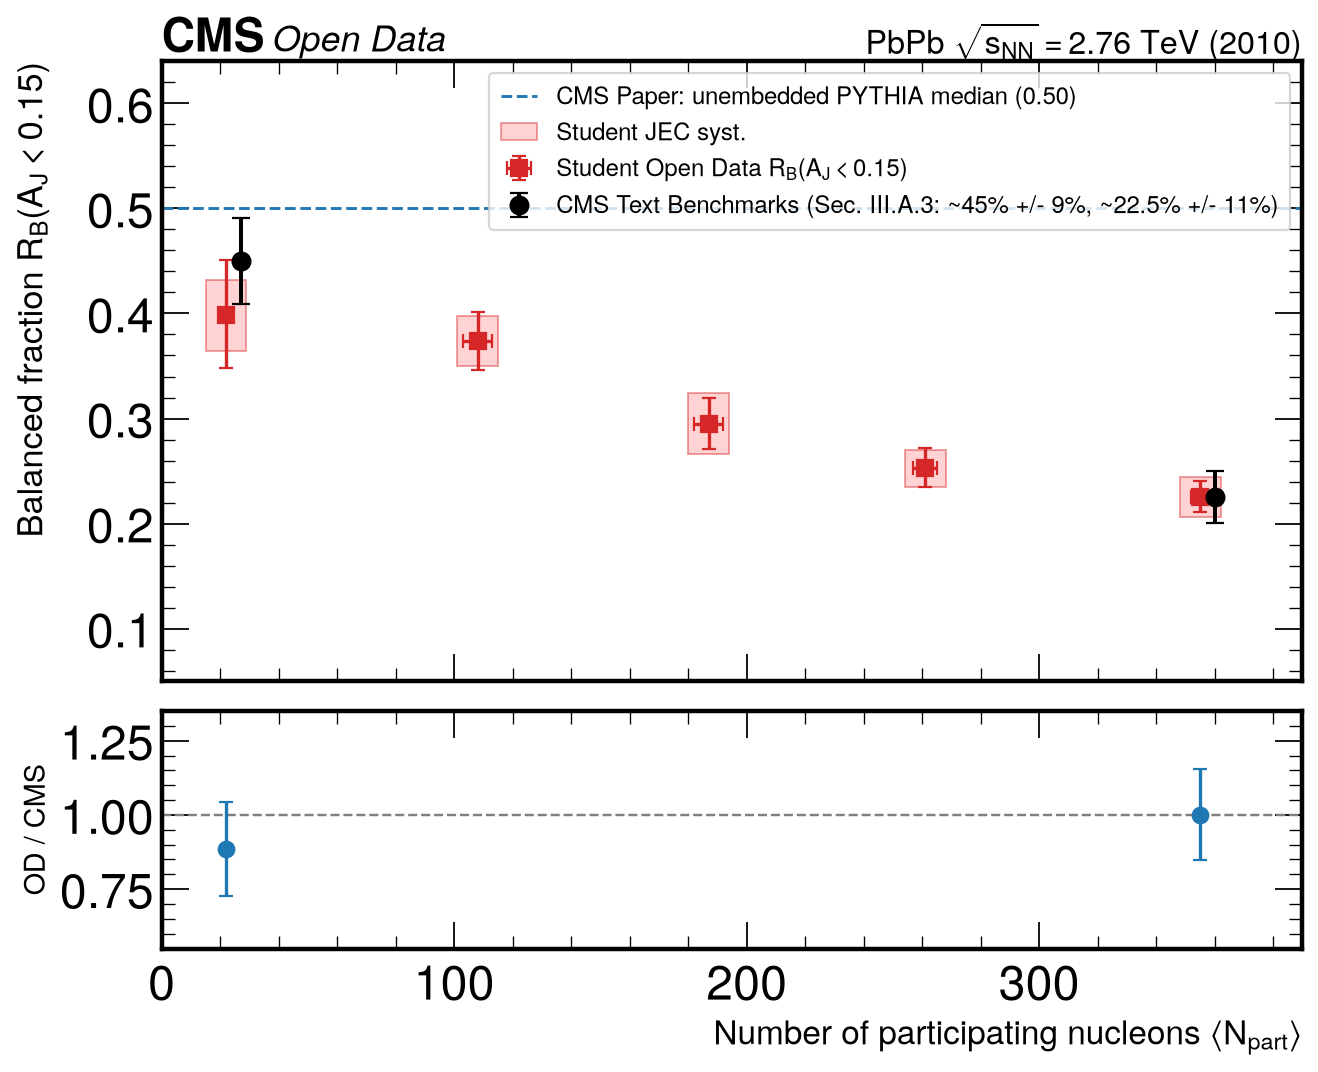 CMS Open Data
PbPb √sNN = 2.76 TeV (2010)
CMS Paper: unembedded PYTHIA median (0.50)
Student JEC syst.
Student Open Data RB(AJ < 0.15)
CMS Text Benchmarks (Sec. III.A.3: ~45% +/- 9%, ~22.5% +/- 11%)
Balanced fraction RB(AJ < 0.15)
0.6
0.5
0.4
0.3
0.2
0.1
OD / CMS
1.25
1.00
0.75
0 100 200 300
Number of participating nucleons ⟨Npart⟩